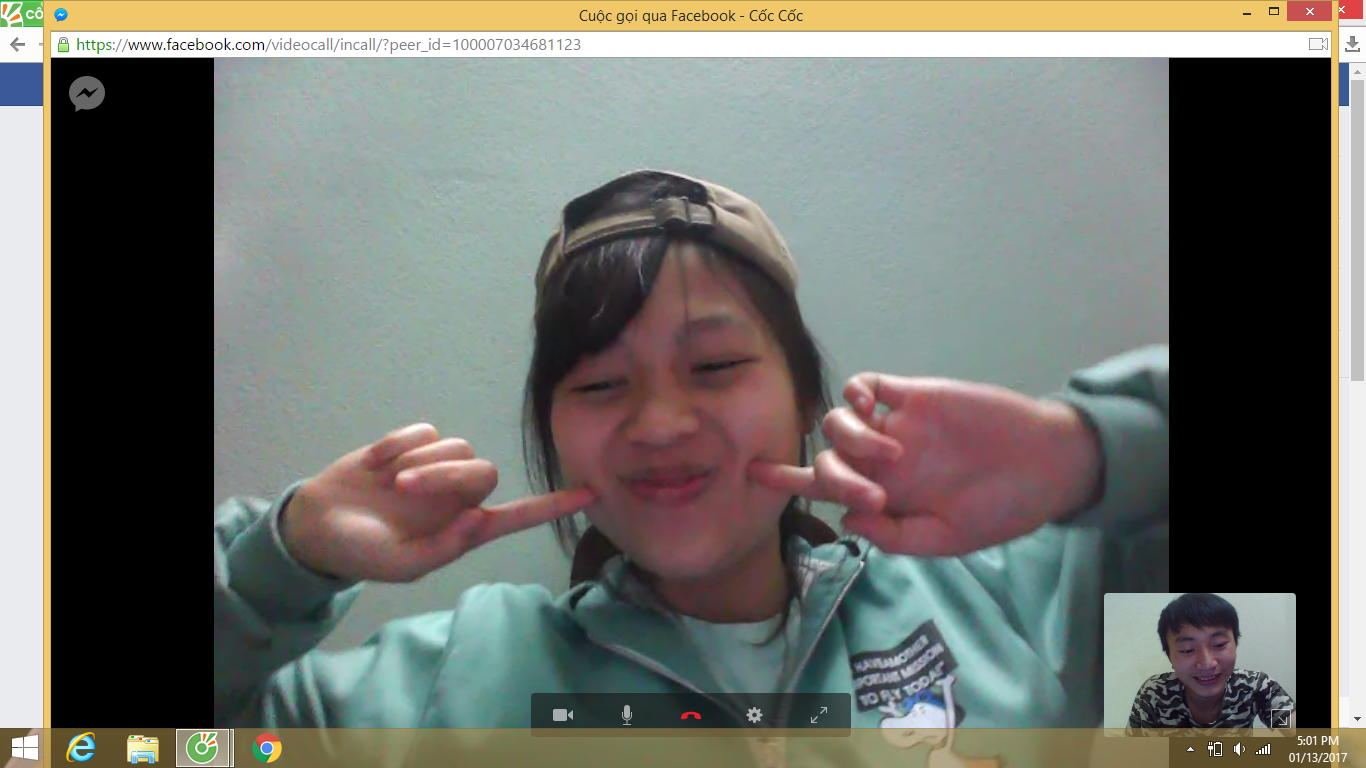 CỐ
Cuộc gọi qua Facebook - Cốc Cốc
https://www.facebook.com/videocall/incall/?peer_id=100007034681123
TO FLY TODAY"
5:01 PM
01/13/2017